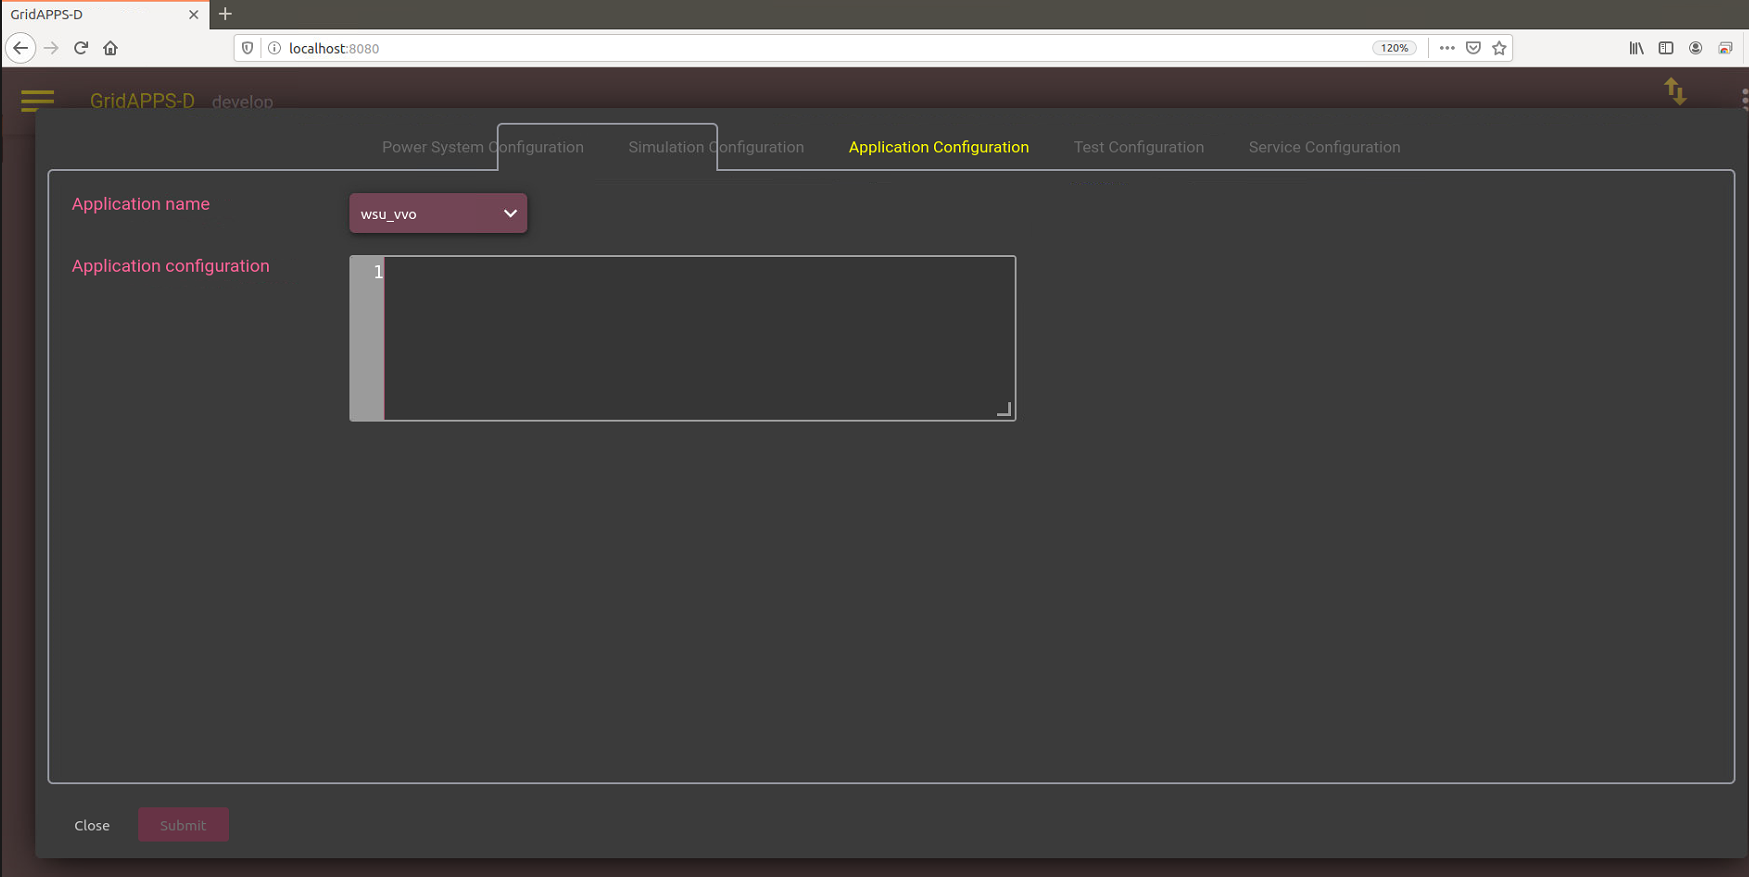 GridAPPS-D
localhost:8080
120%
GridAPPS-D develop
Power System Configuration Simulation Configuration Application Configuration Test Configuration Service Configuration
Application name
wsu_vvo
Application configuration
1
Close
Submit